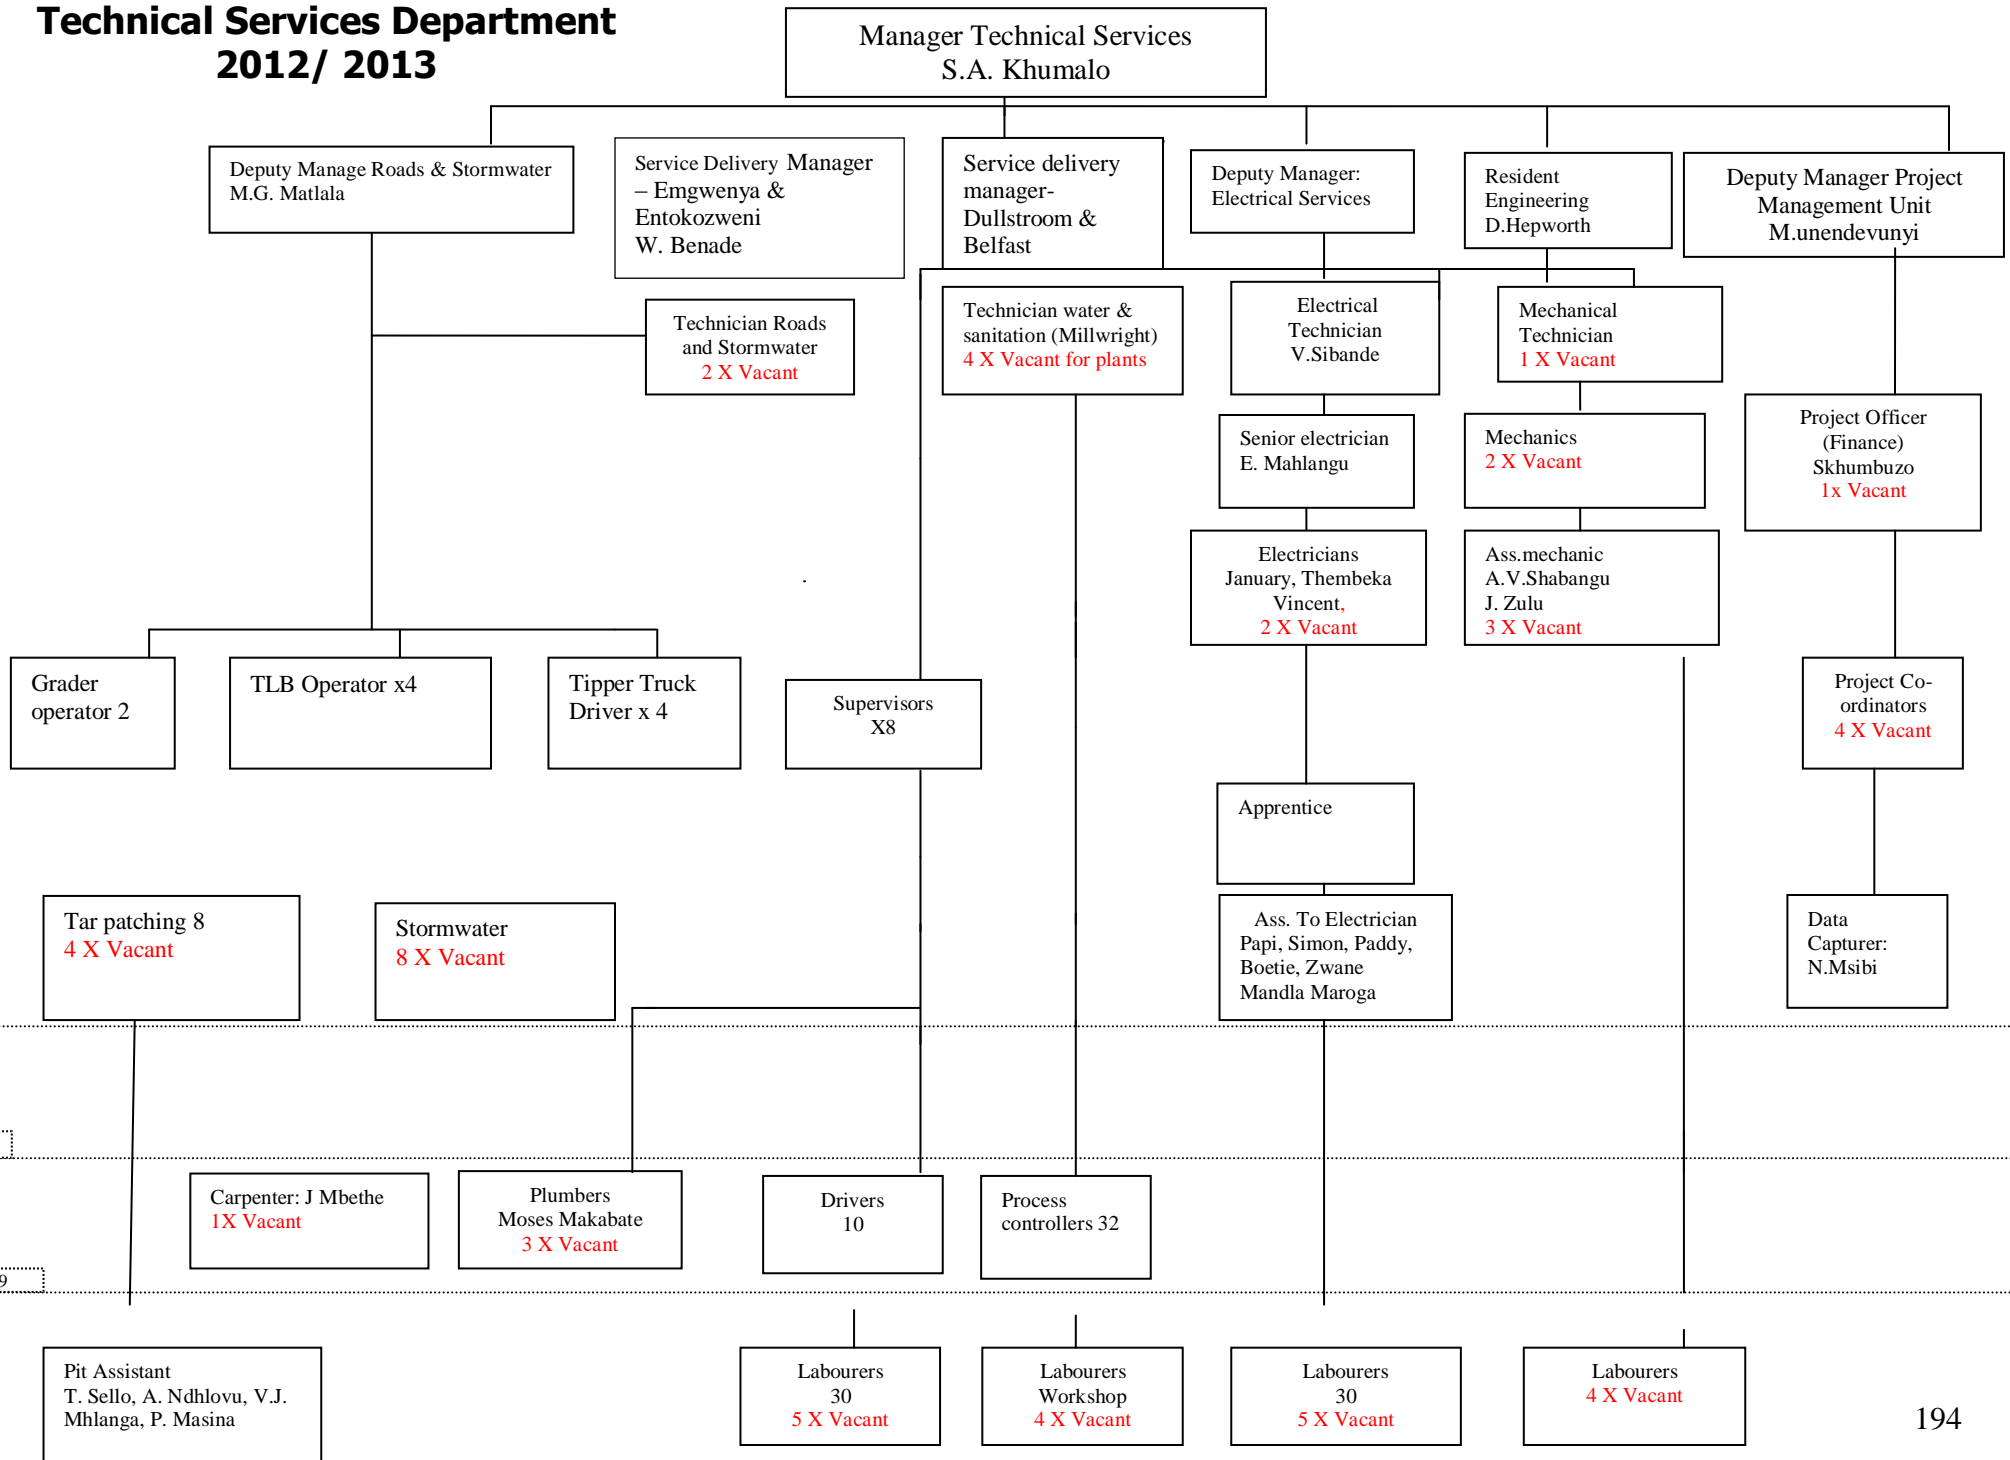 Technical Services Department
2012/ 2013
Manager Technical Services
S.A. Khumalo
Deputy Manage Roads & Stormwater
M.G. Matlala
Service Delivery Manager
– Emgwenya &
Entokozweni
W. Benade
Service delivery
manager-
Dullstroom &
Belfast
Deputy Manager:
Electrical Services
Resident
Engineering
D.Hepworth
Deputy Manager Project
Management Unit
M.unendevunyi
Technician Roads
and Stormwater
2 X Vacant
Technician water &
sanitation (Millwright)
4 X Vacant for plants
Electrical
Technician
V.Sibande
Mechanical
Technician
1 X Vacant
Senior electrician
E. Mahlangu
Mechanics
2 X Vacant
Project Officer
(Finance)
Skhumbuzo
1x Vacant
Electricians
January, Thembeka
Vincent,
2 X Vacant
Ass.mechanic
A.V.Shabangu
J. Zulu
3 X Vacant
.
Grader
operator 2
TLB Operator x4
Tipper Truck
Driver x 4
Supervisors
X8
Project Co-
ordinators
4 X Vacant
Apprentice
Tar patching 8
4 X Vacant
Stormwater
8 X Vacant
Ass. To Electrician
Papi, Simon, Paddy,
Boetie, Zwane
Mandla Maroga
Data
Capturer:
N.Msibi
Carpenter: J Mbethe
1X Vacant
Plumbers
Moses Makabate
3 X Vacant
Drivers
10
Process
controllers 32
9
Pit Assistant
T. Sello, A. Ndhlovu, V.J.
Mhlanga, P. Masina
Labourers
30
5 X Vacant
Labourers
Workshop
4 X Vacant
Labourers
30
5 X Vacant
Labourers
4 X Vacant
194